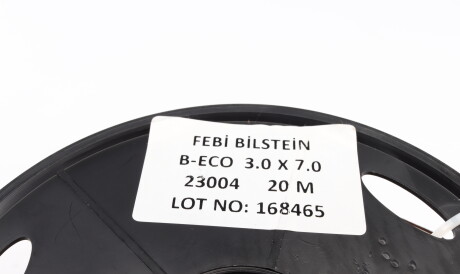 FEBİ BİLSTEİN
B-ECO 3.0 X 7.0
23004 20 M
LOT NO: 168465